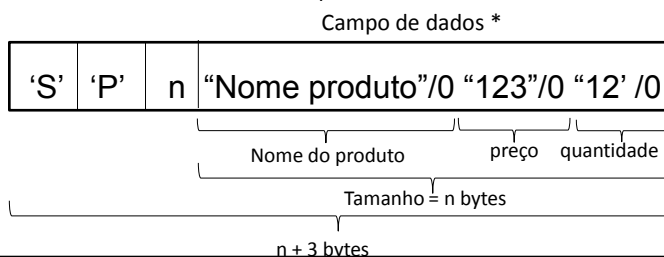 Campo de dados *
‘S’ ‘P’ n “Nome produto”/0 “123”/0 “12’ /0
Nome do produto preço quantidade
Tamanho = n bytes
n + 3 bytes